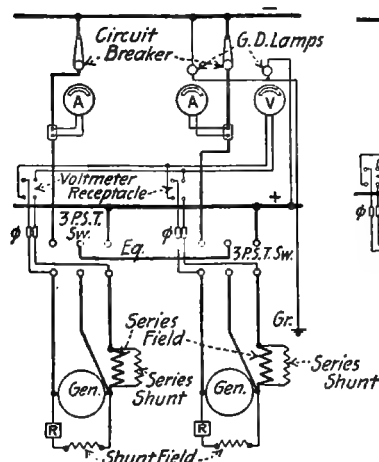 −
Circuit
Breaker
G.D. Lamps
A
A
V
Voltmeter
Receptacle
+
3 P.S.T.
Sw.
Eq.
3 P.S.T. Sw.
ϕ
ϕ
ϕ
Gr.
Series
Field
Series
Shunt
Series
Shunt
Gen.
Gen.
R
R
Shunt Field